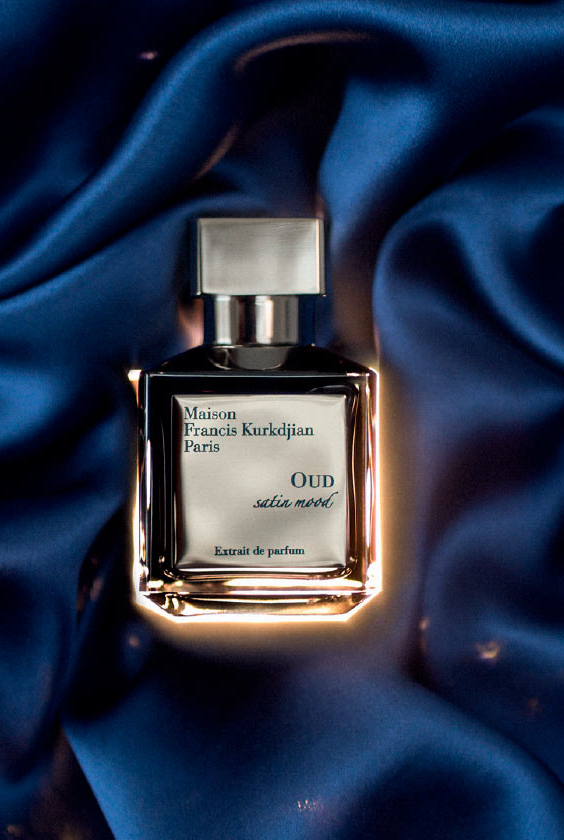 Maison
Francis Kurkdjian
Paris
OUD
satin mood
Extrait de parfum